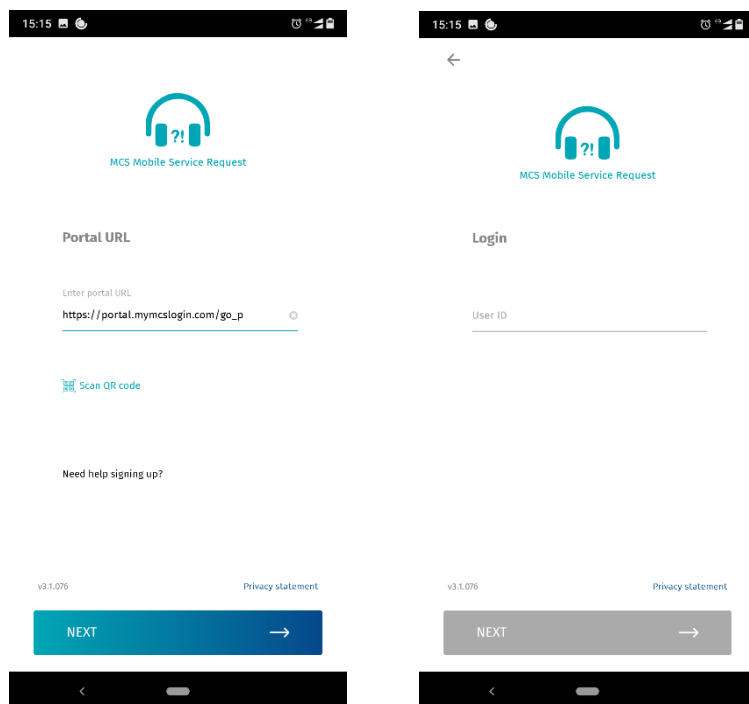 15:15
?!
MCS Mobile Service Request
Portal URL
Enter portal URL
https://portal.mymcslogin.com/go_p
Scan QR code
Need help signing up?
v3.1.076
Privacy statement
NEXT
15:15
?!
MCS Mobile Service Request
Login
User ID
v3.1.076
Privacy statement
NEXT